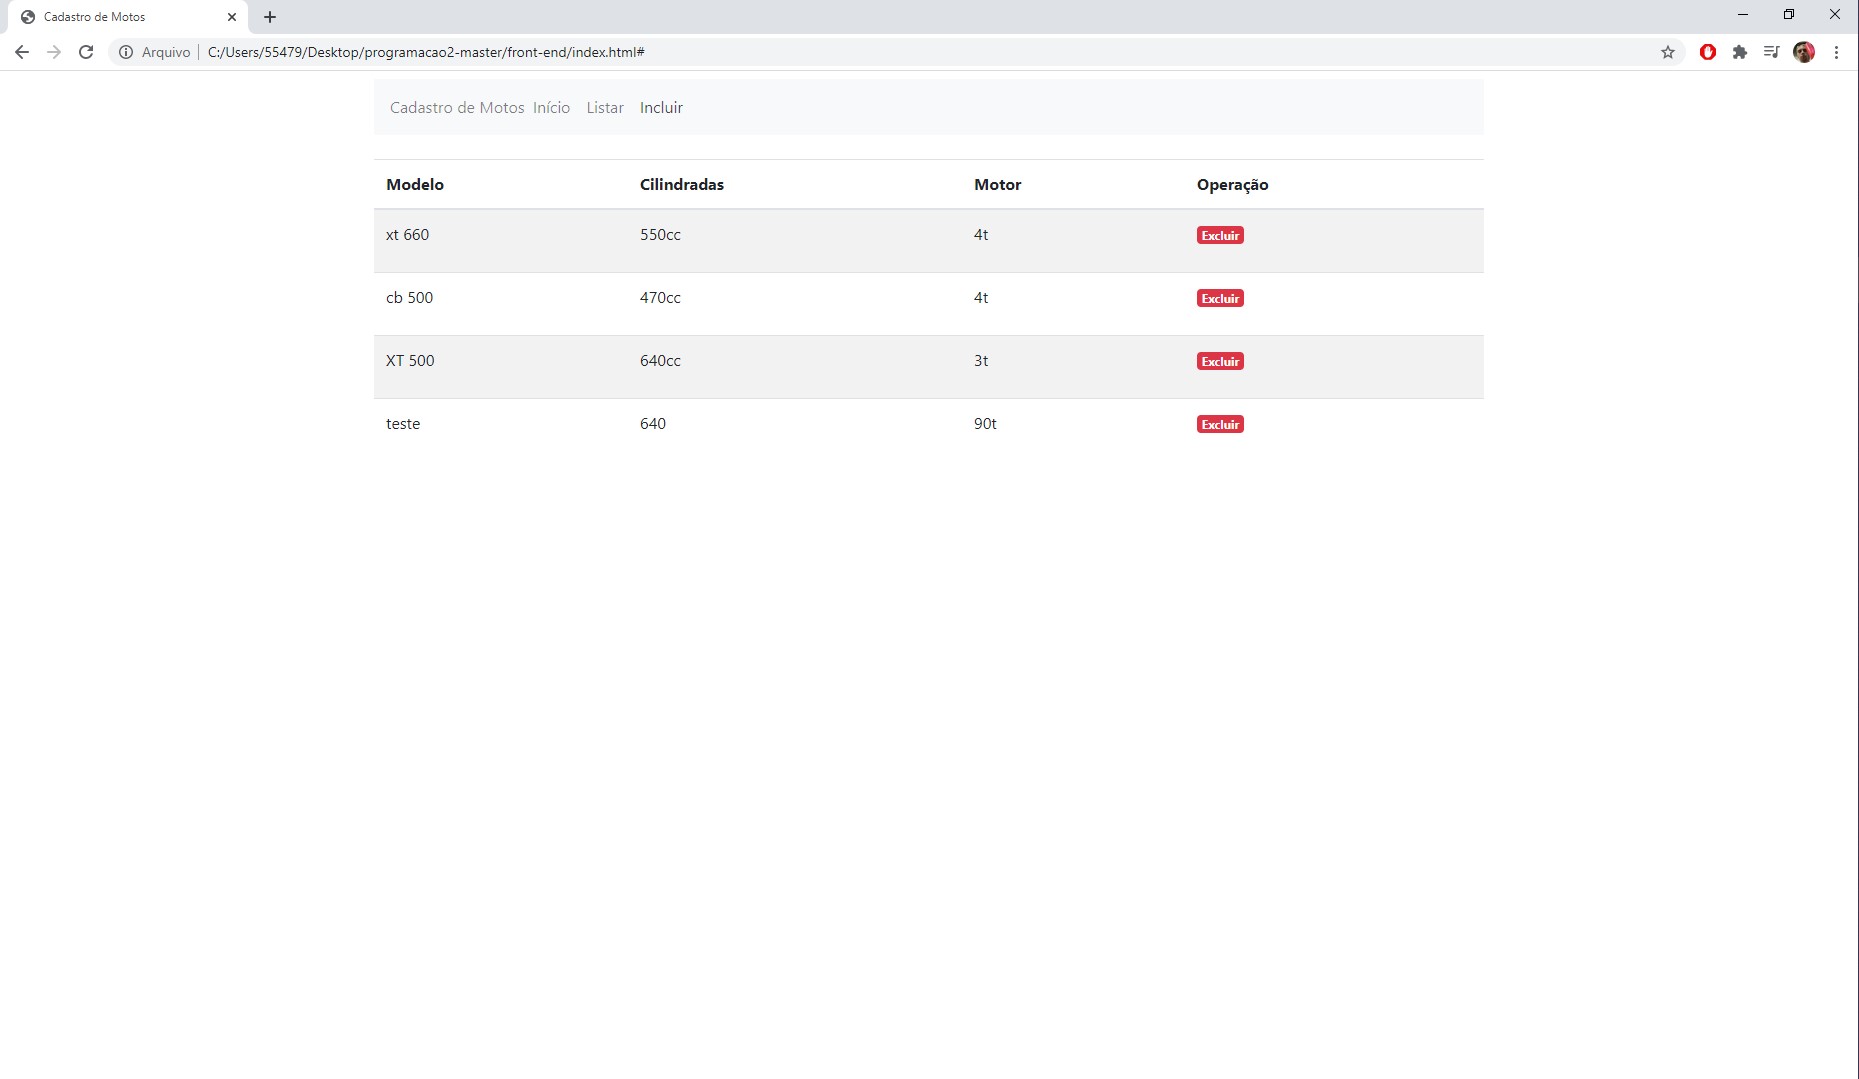 Cadastro de Motos
Arquivo C:/Users/55479/Desktop/programacao2-master/front-end/index.html#
Cadastro de Motos Início Listar Incluir
Modelo Cilindradas Motor Operação
xt 660 550cc 4t Excluir
cb 500 470cc 4t Excluir
XT 500 640cc 3t Excluir
teste 640 90t Excluir